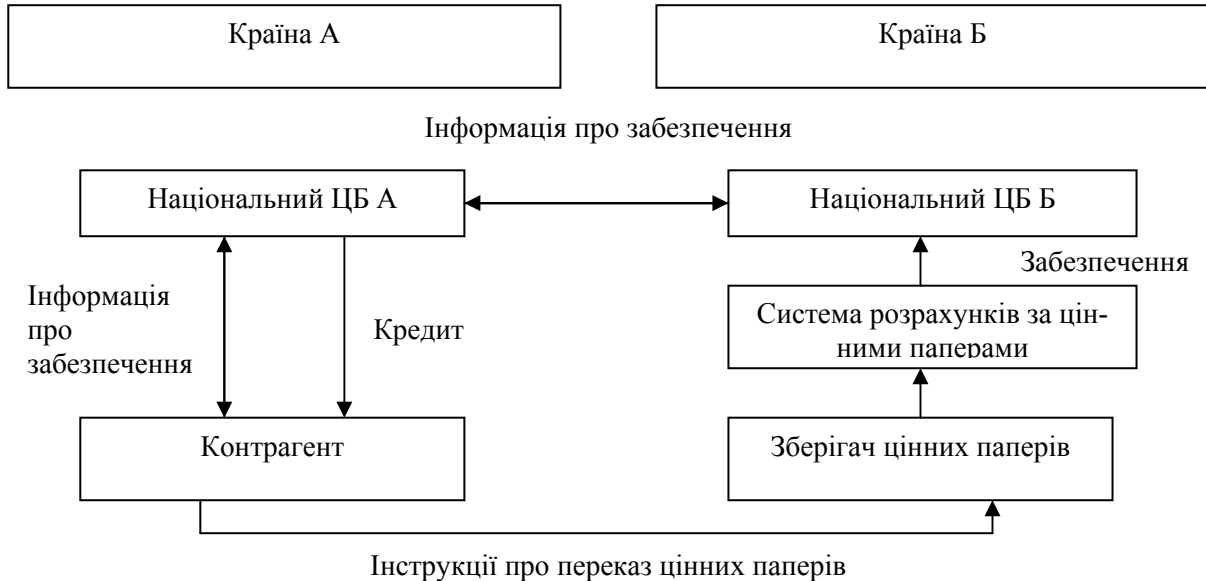 Країна А
Країна Б
Інформація про забезпечення
Національний ЦБ А
Національний ЦБ Б
Забезпечення
Інформація
про
забезпечення
Кредит
Система розрахунків за цін-
ними паперами
Контрагент
Зберігач цінних паперів
Інструкції про переказ цінних паперів